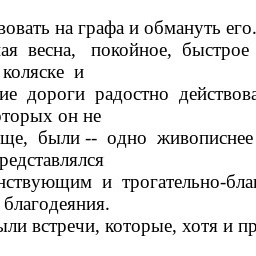 вовать на графа и обмануть его.
ая весна, покойное, быстрое
коляске и
ие дороги радостно действова
оторых он не
ще, были -- одно живописнее
редставлялся
нствующим и трогательно-бла
благодеяния.
ыли встречи, которые, хотя и пр